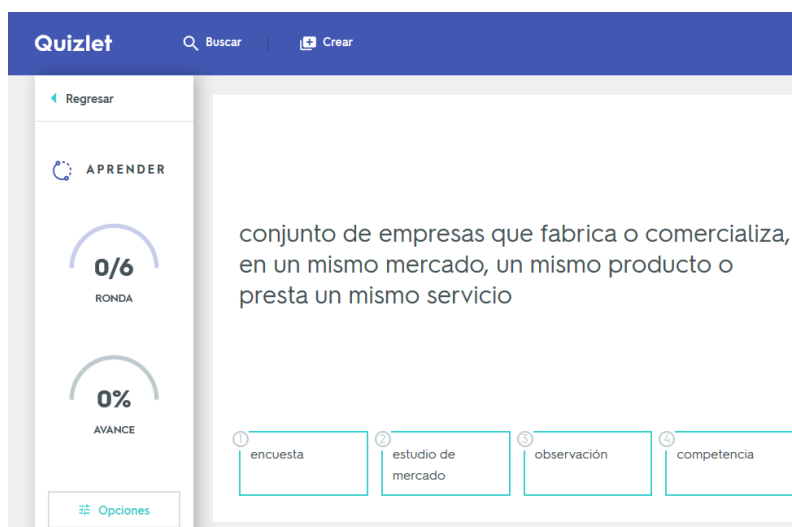 Quizlet
Buscar
Crear
Regresar
APRENDER
0/6
RONDA
0%
AVANCE
Opciones
conjunto de empresas que fabrica o comercializa,
en un mismo mercado, un mismo producto o
presta un mismo servicio
1
encuesta
2
estudio de
mercado
3
observación
4
competencia